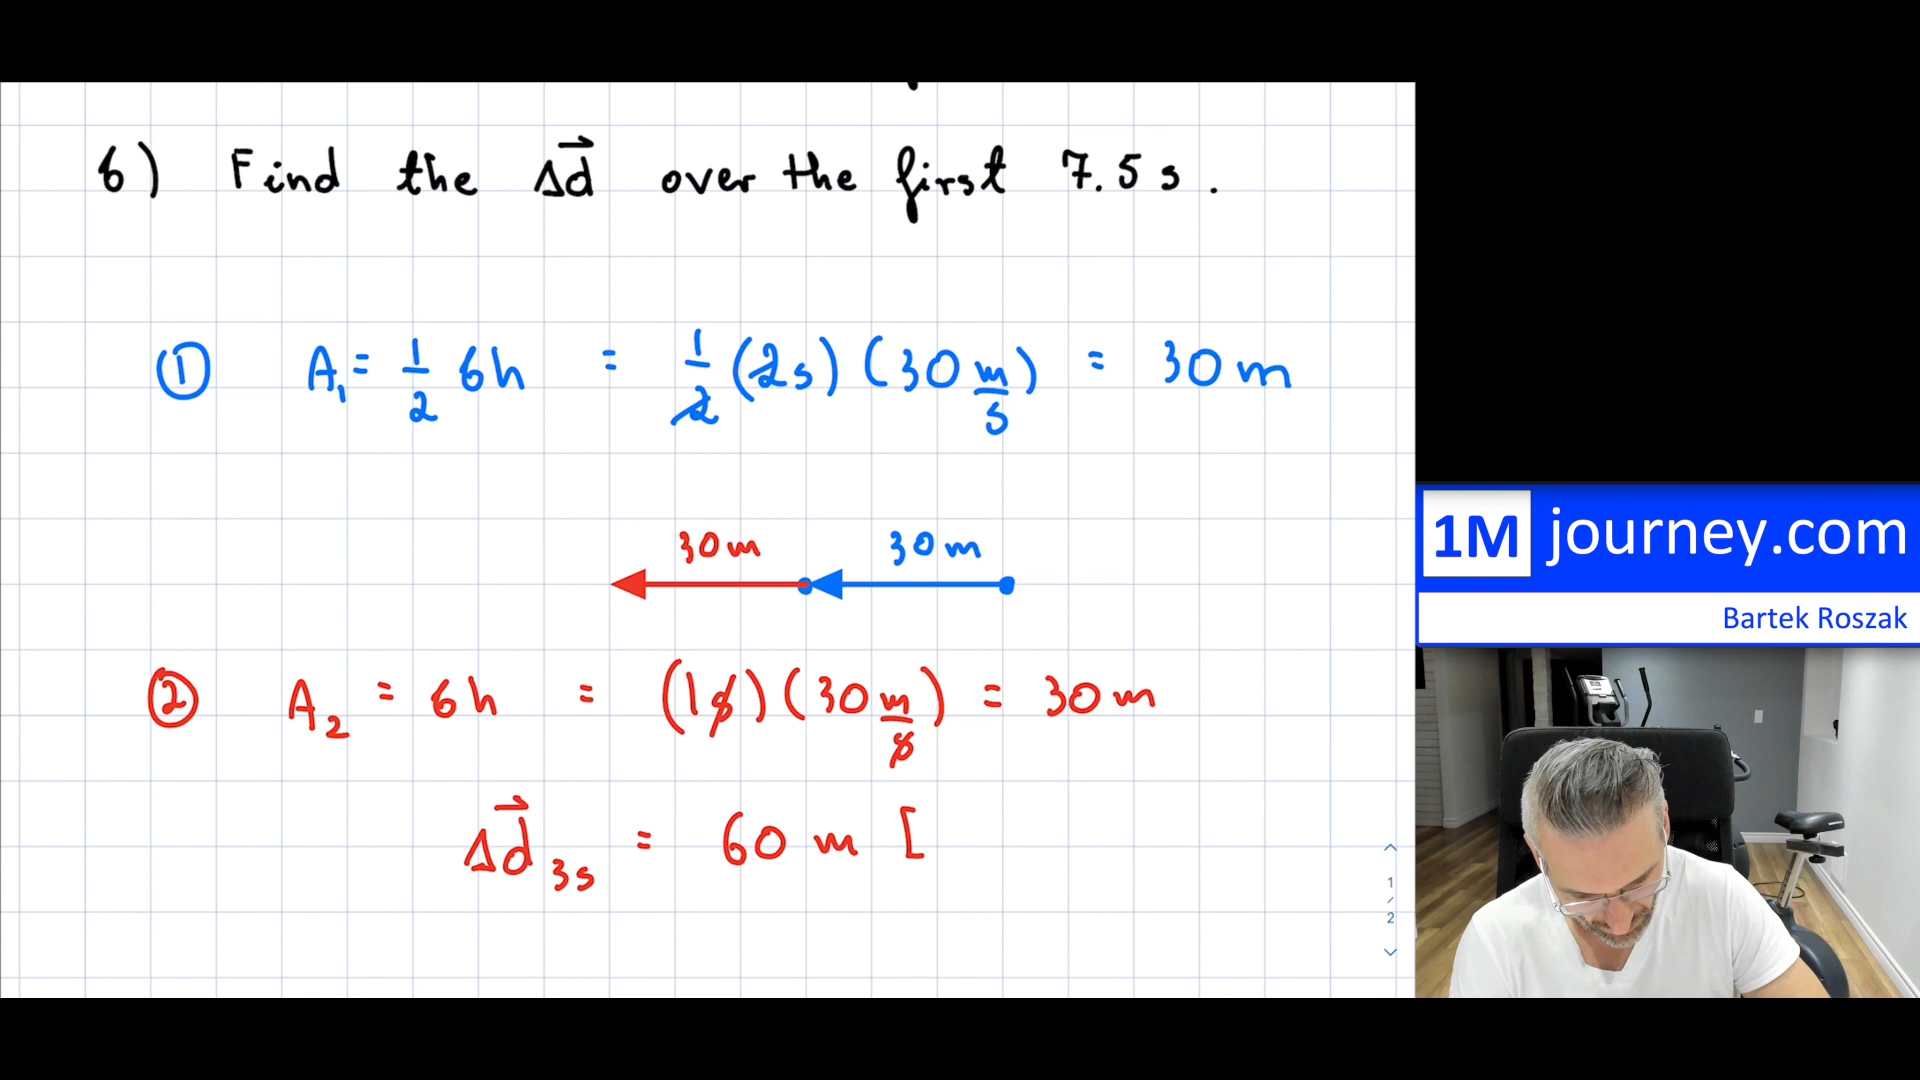 6) Find the Δd⃗ over the first 7.5 s.
① A₁ = 1/2 bh = 1/2 (2s) (30 m/s) = 30 m
30 m 30 m
② A₂ = bh = (1s) (30 m/s) = 30 m
Δd⃗ 3s = 60 m [
1
/
2
1M journey.com
Bartek Roszak